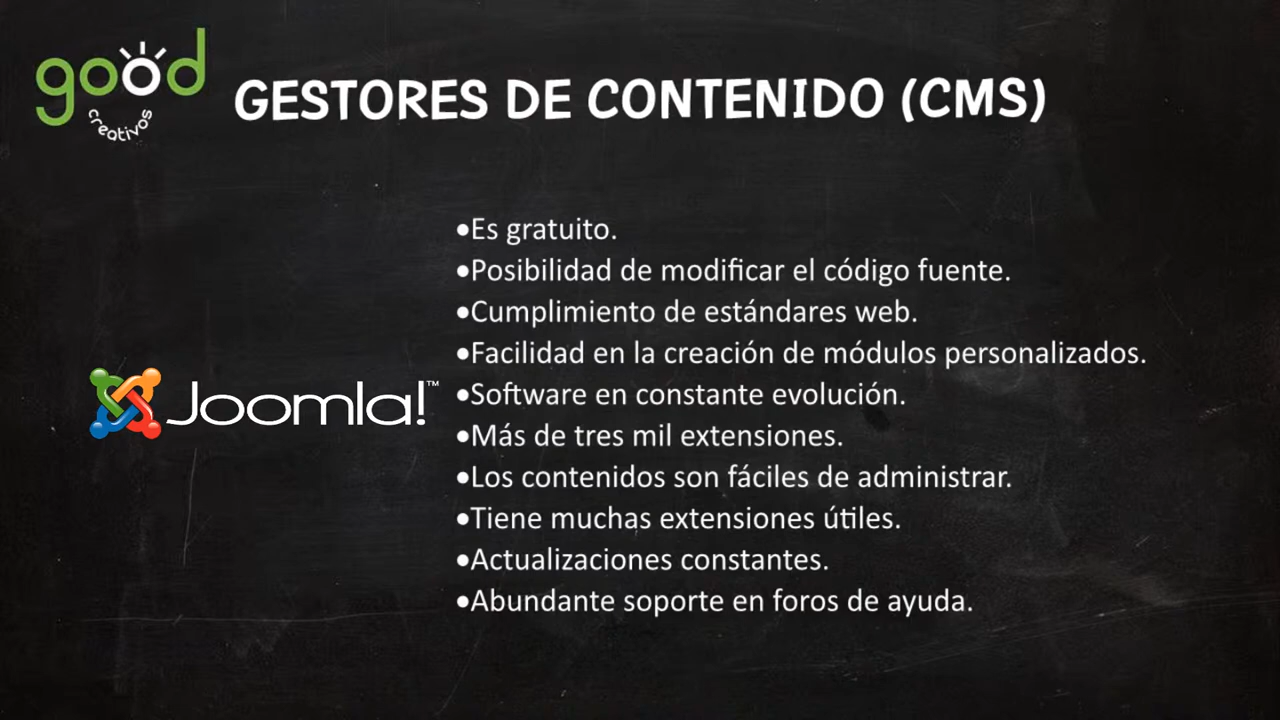 good
creativos
GESTORES DE CONTENIDO (CMS)
Joomla!™
•Es gratuito.
•Posibilidad de modificar el código fuente.
•Cumplimiento de estándares web.
•Facilidad en la creación de módulos personalizados.
•Software en constante evolución.
•Más de tres mil extensiones.
•Los contenidos son fáciles de administrar.
•Tiene muchas extensiones útiles.
•Actualizaciones constantes.
•Abundante soporte en foros de ayuda.